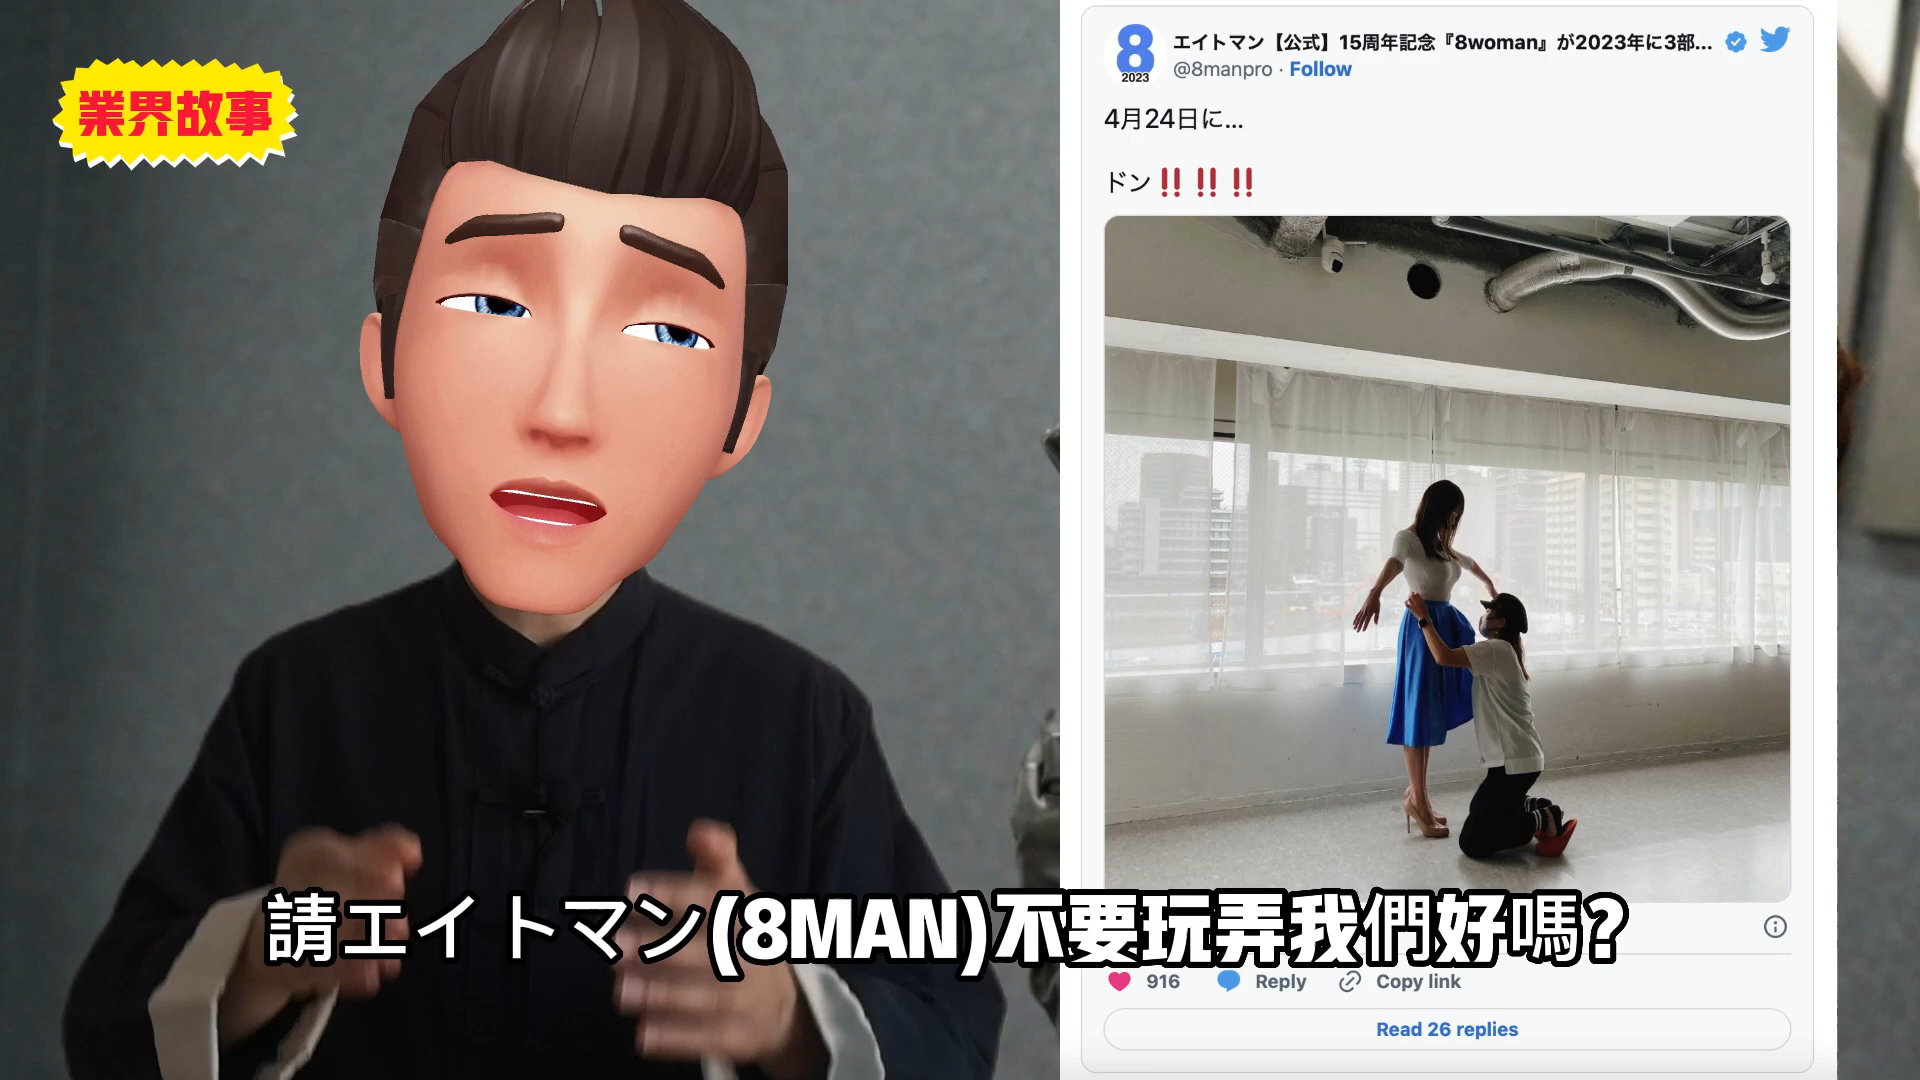 業界故事
8
2023
エイトマン【公式】15周年記念『8woman』が2023年に3部...
@8manpro · Follow
4月24日に...
ドン‼️‼️‼️
請エイトマン(8MAN)不要玩弄我們好嗎?
916 Reply Copy link
Read 26 replies